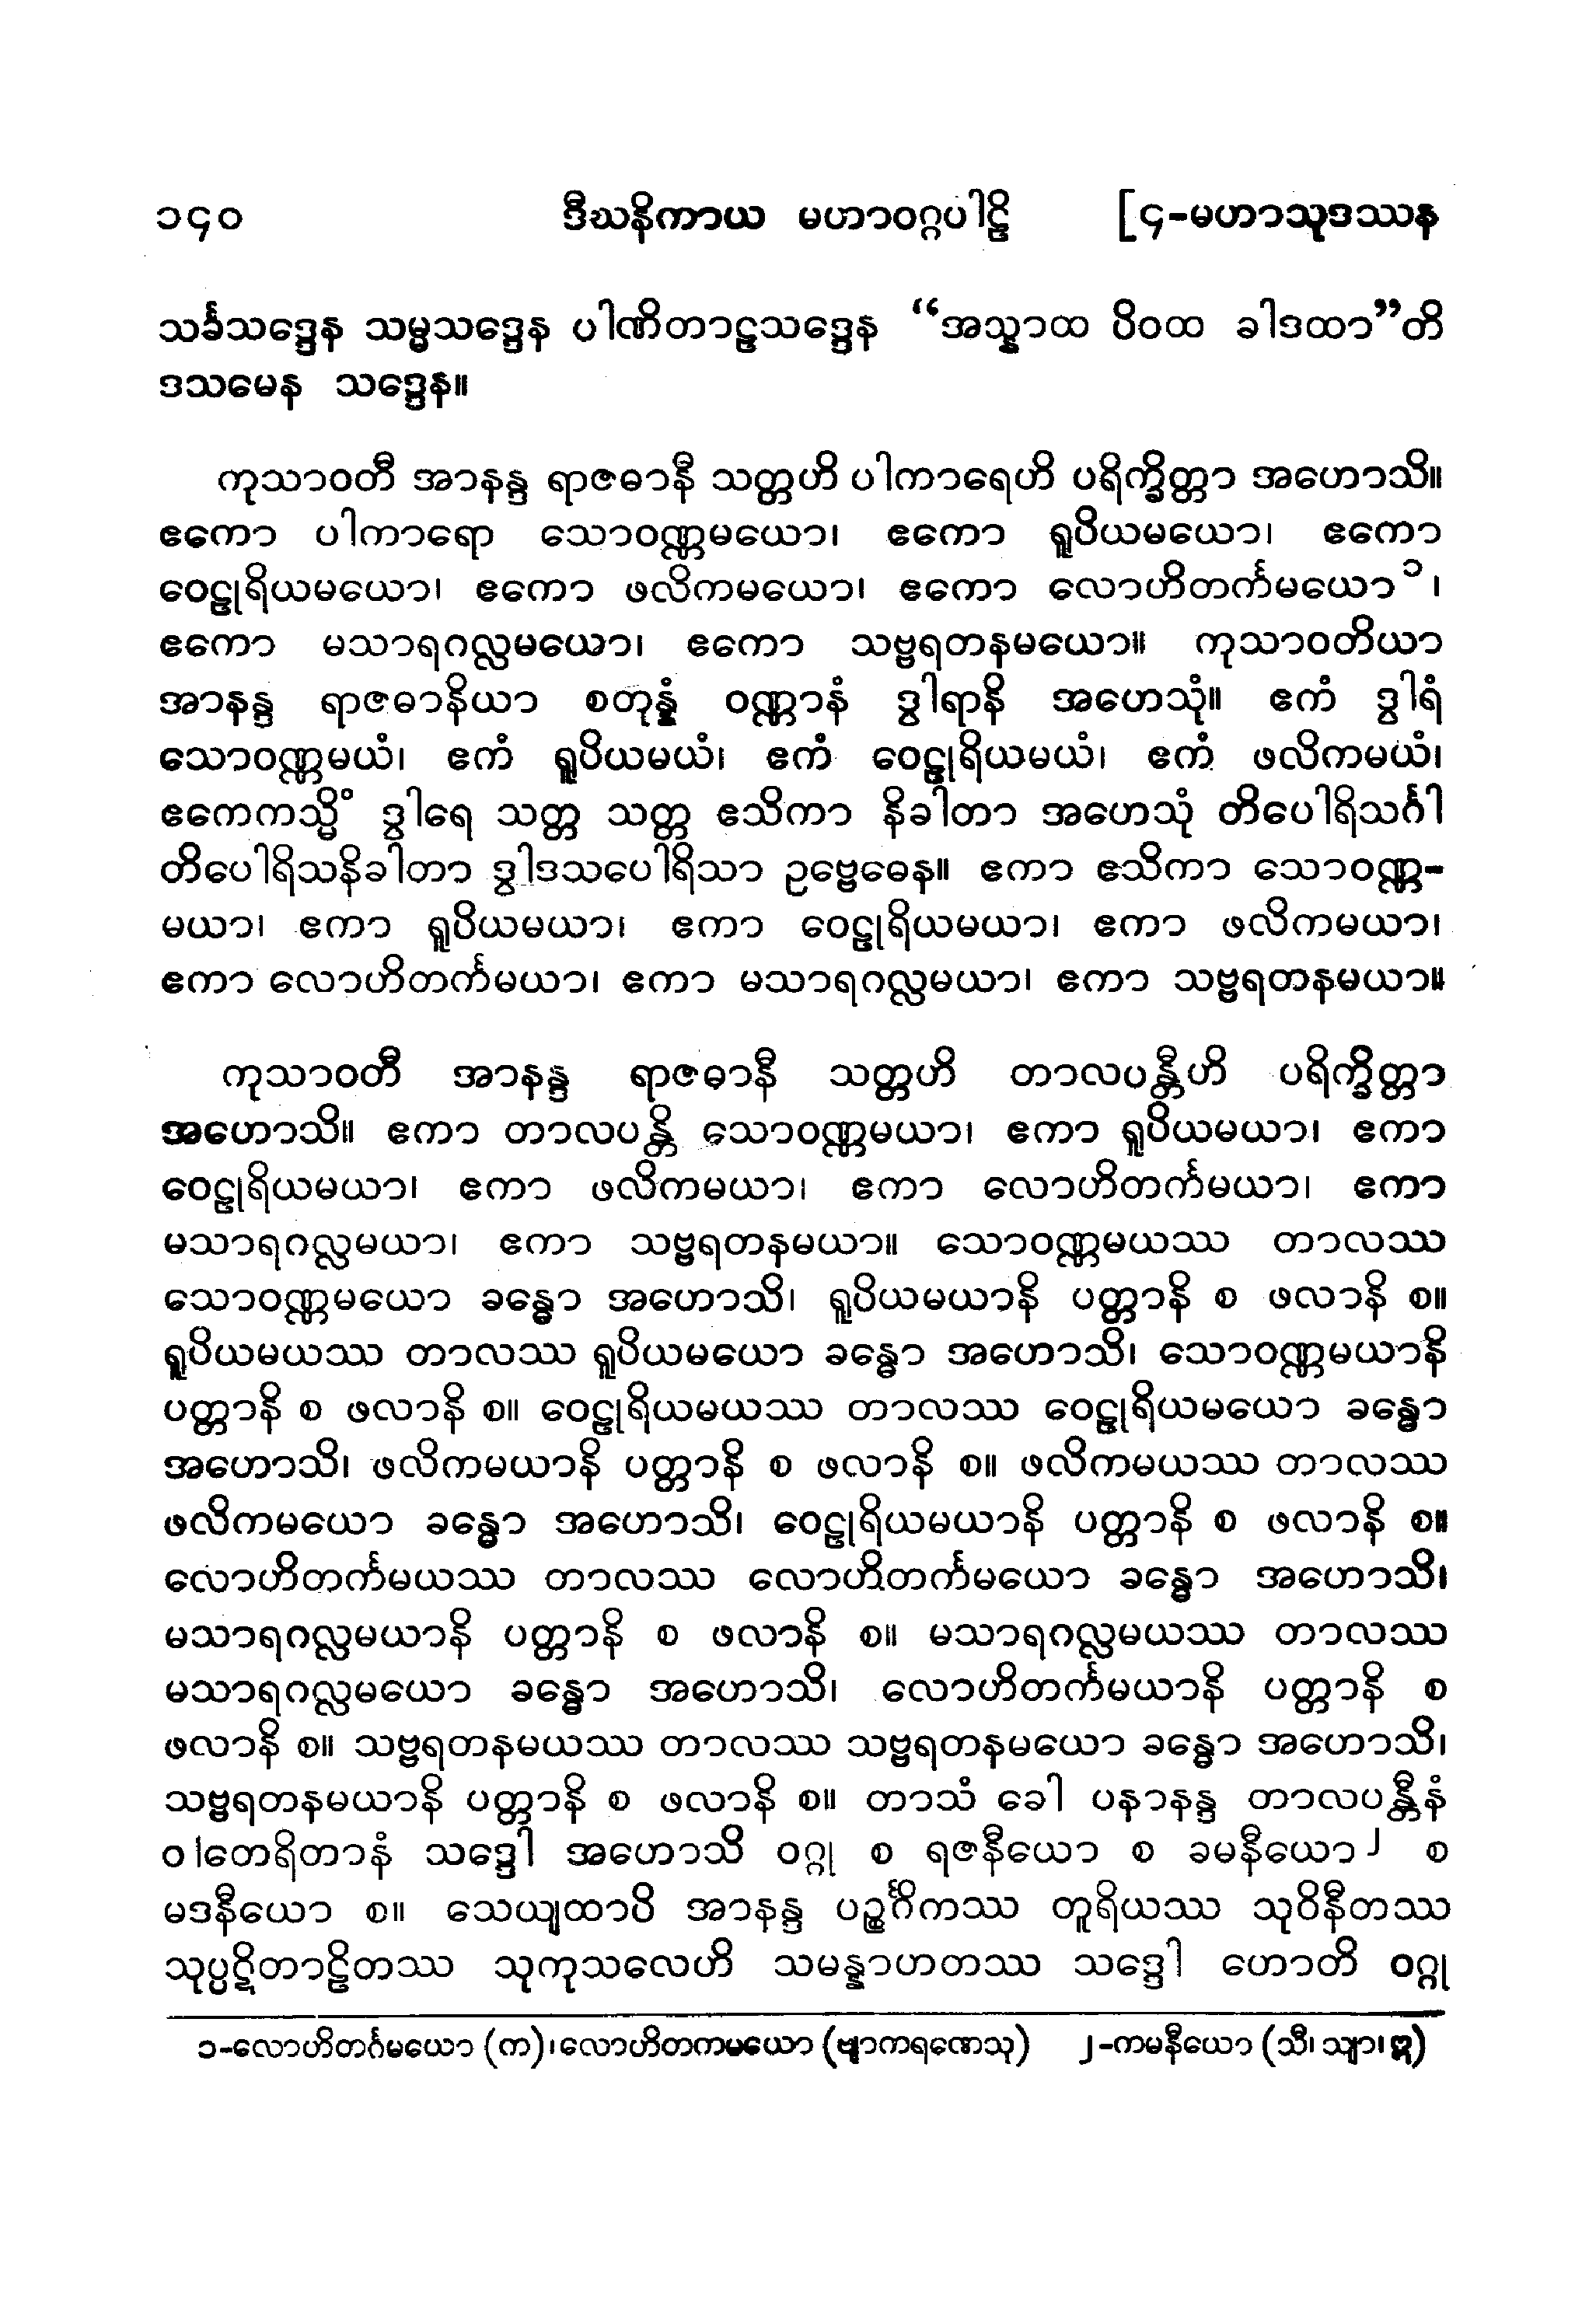 ၁၄၀ ဒီဃနိကာယ မဟာဝဂ္ဂပါဠိ [၄-မဟာသုဒဿန
သင်္ခသဒ္ဒေန သမ္မသဒ္ဒေန ပါဏိတာဠသဒ္ဒေန “အသ္နာထ ပိဝထ ခါဒထာ”တိ
ဒသမေန သဒ္ဒေန။
ကုသာဝတီ အာနန္ဒ ရာဇဓာနီ သတ္တဟိ ပါကာရေဟိ ပရိက္ခိတ္တာ အဟောသိ။
ဧကော ပါကာရော သောဝဏ္ဏမယော၊ ဧကော ရူပိယမယော၊ ဧကော
ဝေဠုရိယမယော၊ ဧကော ဖလိကမယော၊ ဧကော လောဟိတင်္ကမယော၁၊
ဧကော မသာရဂလ္လမယော၊ ဧကော သဗ္ဗရတနမယော။ ကုသာဝတိယာ
အာနန္ဒ ရာဇဓာနိယာ စတုန္နံ ဝဏ္ဏာနံ ဒွါရာနိ အဟေသုံ။ ဧကံ ဒွါရံ
သောဝဏ္ဏမယံ၊ ဧကံ ရူပိယမယံ၊ ဧကံ ဝေဠုရိယမယံ၊ ဧကံ ဖလိကမယံ၊
ဧကေကသ္မိံ ဒွါရေ သတ္တ သတ္တ ဧသိကာ နိခါတာ အဟေသုံ တိပေါရိသင်္ဂါ
တိပေါရိသနိခါတာ ဒွါဒသပေါရိသာ ဥဗ္ဗေဓေန။ ဧကာ ဧသိကာ သောဝဏ္ဏ-
မယာ၊ ဧကာ ရူပိယမယာ၊ ဧကာ ဝေဠုရိယမယာ၊ ဧကာ ဖလိကမယာ၊
ဧကာ လောဟိတင်္ကမယာ၊ ဧကာ မသာရဂလ္လမယာ၊ ဧကာ သဗ္ဗရတနမယာ။
ကုသာဝတီ အာနန္ဒ ရာဇဓာနီ သတ္တဟိ တာလပန္တီဟိ ပရိက္ခိတ္တာ
အဟောသိ။ ဧကာ တာလပန္တိ သောဝဏ္ဏမယာ၊ ဧကာ ရူပိယမယာ၊ ဧကာ
ဝေဠုရိယမယာ၊ ဧကာ ဖလိကမယာ၊ ဧကာ လောဟိတင်္ကမယာ၊ ဧကာ
မသာရဂလ္လမယာ၊ ဧကာ သဗ္ဗရတနမယာ။ သောဝဏ္ဏမယဿ တာလဿ
သောဝဏ္ဏမယော ခန္ဓော အဟောသိ၊ ရူပိယမယာနိ ပတ္တာနိ စ ဖလာနိ စ။
ရူပိယမယဿ တာလဿ ရူပိယမယော ခန္ဓော အဟောသိ၊ သောဝဏ္ဏမယာနိ
ပတ္တာနိ စ ဖလာနိ စ။ ဝေဠုရိယမယဿ တာလဿ ဝေဠုရိယမယော ခန္ဓော
အဟောသိ၊ ဖလိကမယာနိ ပတ္တာနိ စ ဖလာနိ စ။ ဖလိကမယဿ တာလဿ
ဖလိကမယော ခန္ဓော အဟောသိ၊ ဝေဠုရိယမယာနိ ပတ္တာနိ စ ဖလာနိ စ။
လောဟိတင်္ကမယဿ တာလဿ လောဟိတင်္ကမယော ခန္ဓော အဟောသိ၊
မသာရဂလ္လမယာနိ ပတ္တာနိ စ ဖလာနိ စ။ မသာရဂလ္လမယဿ တာလဿ
မသာရဂလ္လမယော ခန္ဓော အဟောသိ၊ လောဟိတင်္ကမယာနိ ပတ္တာနိ စ
ဖလာနိ စ။ သဗ္ဗရတနမယဿ တာလဿ သဗ္ဗရတနမယော ခန္ဓော အဟောသိ၊
သဗ္ဗရတနမယာနိ ပတ္တာနိ စ ဖလာနိ စ။ တာသံ ခေါ ပနာနန္ဒ တာလပန္တီနံ
ဝါတေရိတာနံ သဒ္ဒေါ အဟောသိ ဝဂ္ဂု စ ရဇနီယော စ ခမနီယော၂ စ
မဒနီယော စ။ သေယျထာပိ အာနန္ဒ ပဉ္စင်္ဂိကဿ တူရိယဿ သုဝိနီတဿ
သုပ္ပဋိတာဠိတဿ သုကုသလေဟိ သမန္နာဟတဿ သဒ္ဒေါ ဟောတိ ဝဂ္ဂု
၁-လောဟိတင်္ဂမယော (က)၊ လောဟိတကမယော (ဗျာကရဏေသု) ၂-ကမနီယော (သီ၊ သျာ၊ ဣ)